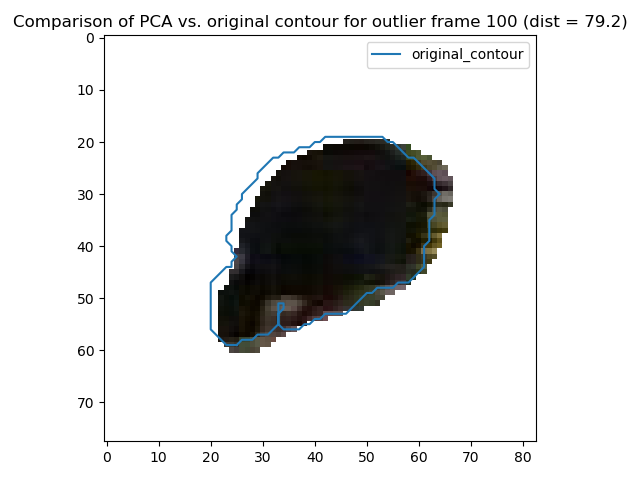 Comparison of PCA vs. original contour for outlier frame 100 (dist = 79.2)
original_contour
0
10
20
30
40
50
60
70
0 10 20 30 40 50 60 70 80